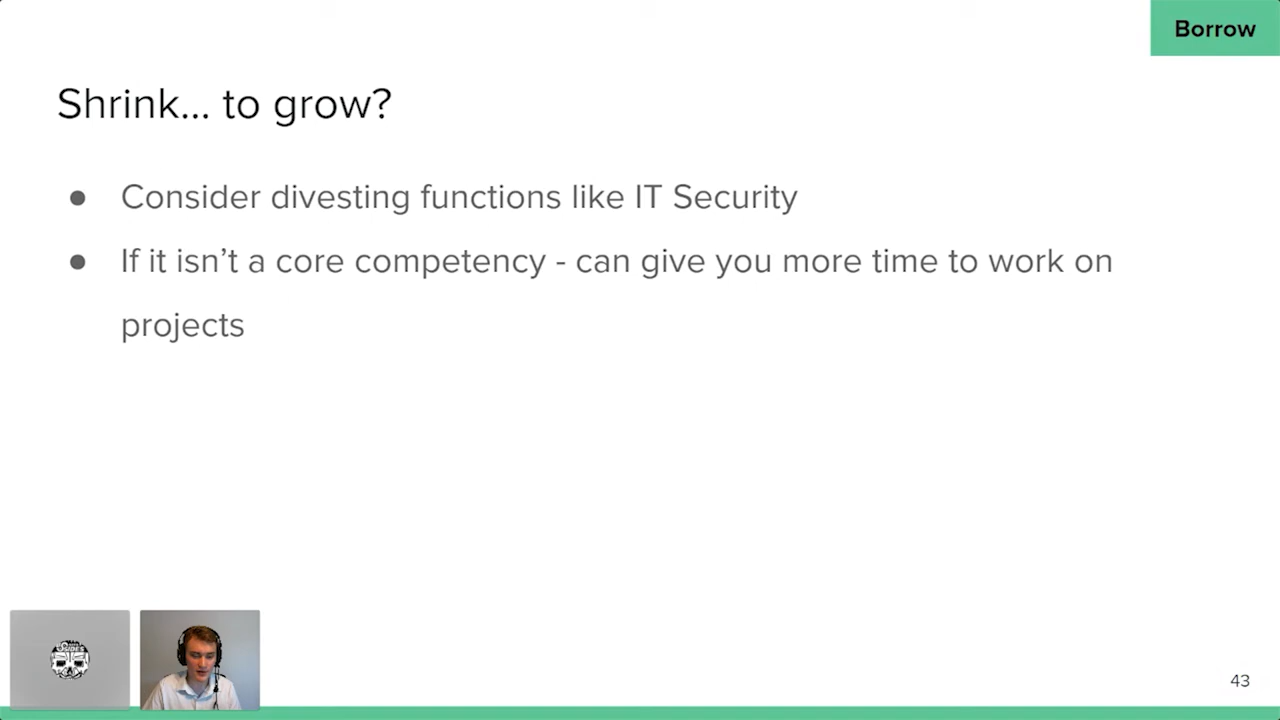 Borrow
Shrink... to grow?
● Consider divesting functions like IT Security
● If it isn't a core competency - can give you more time to work on
projects
SIDES
43